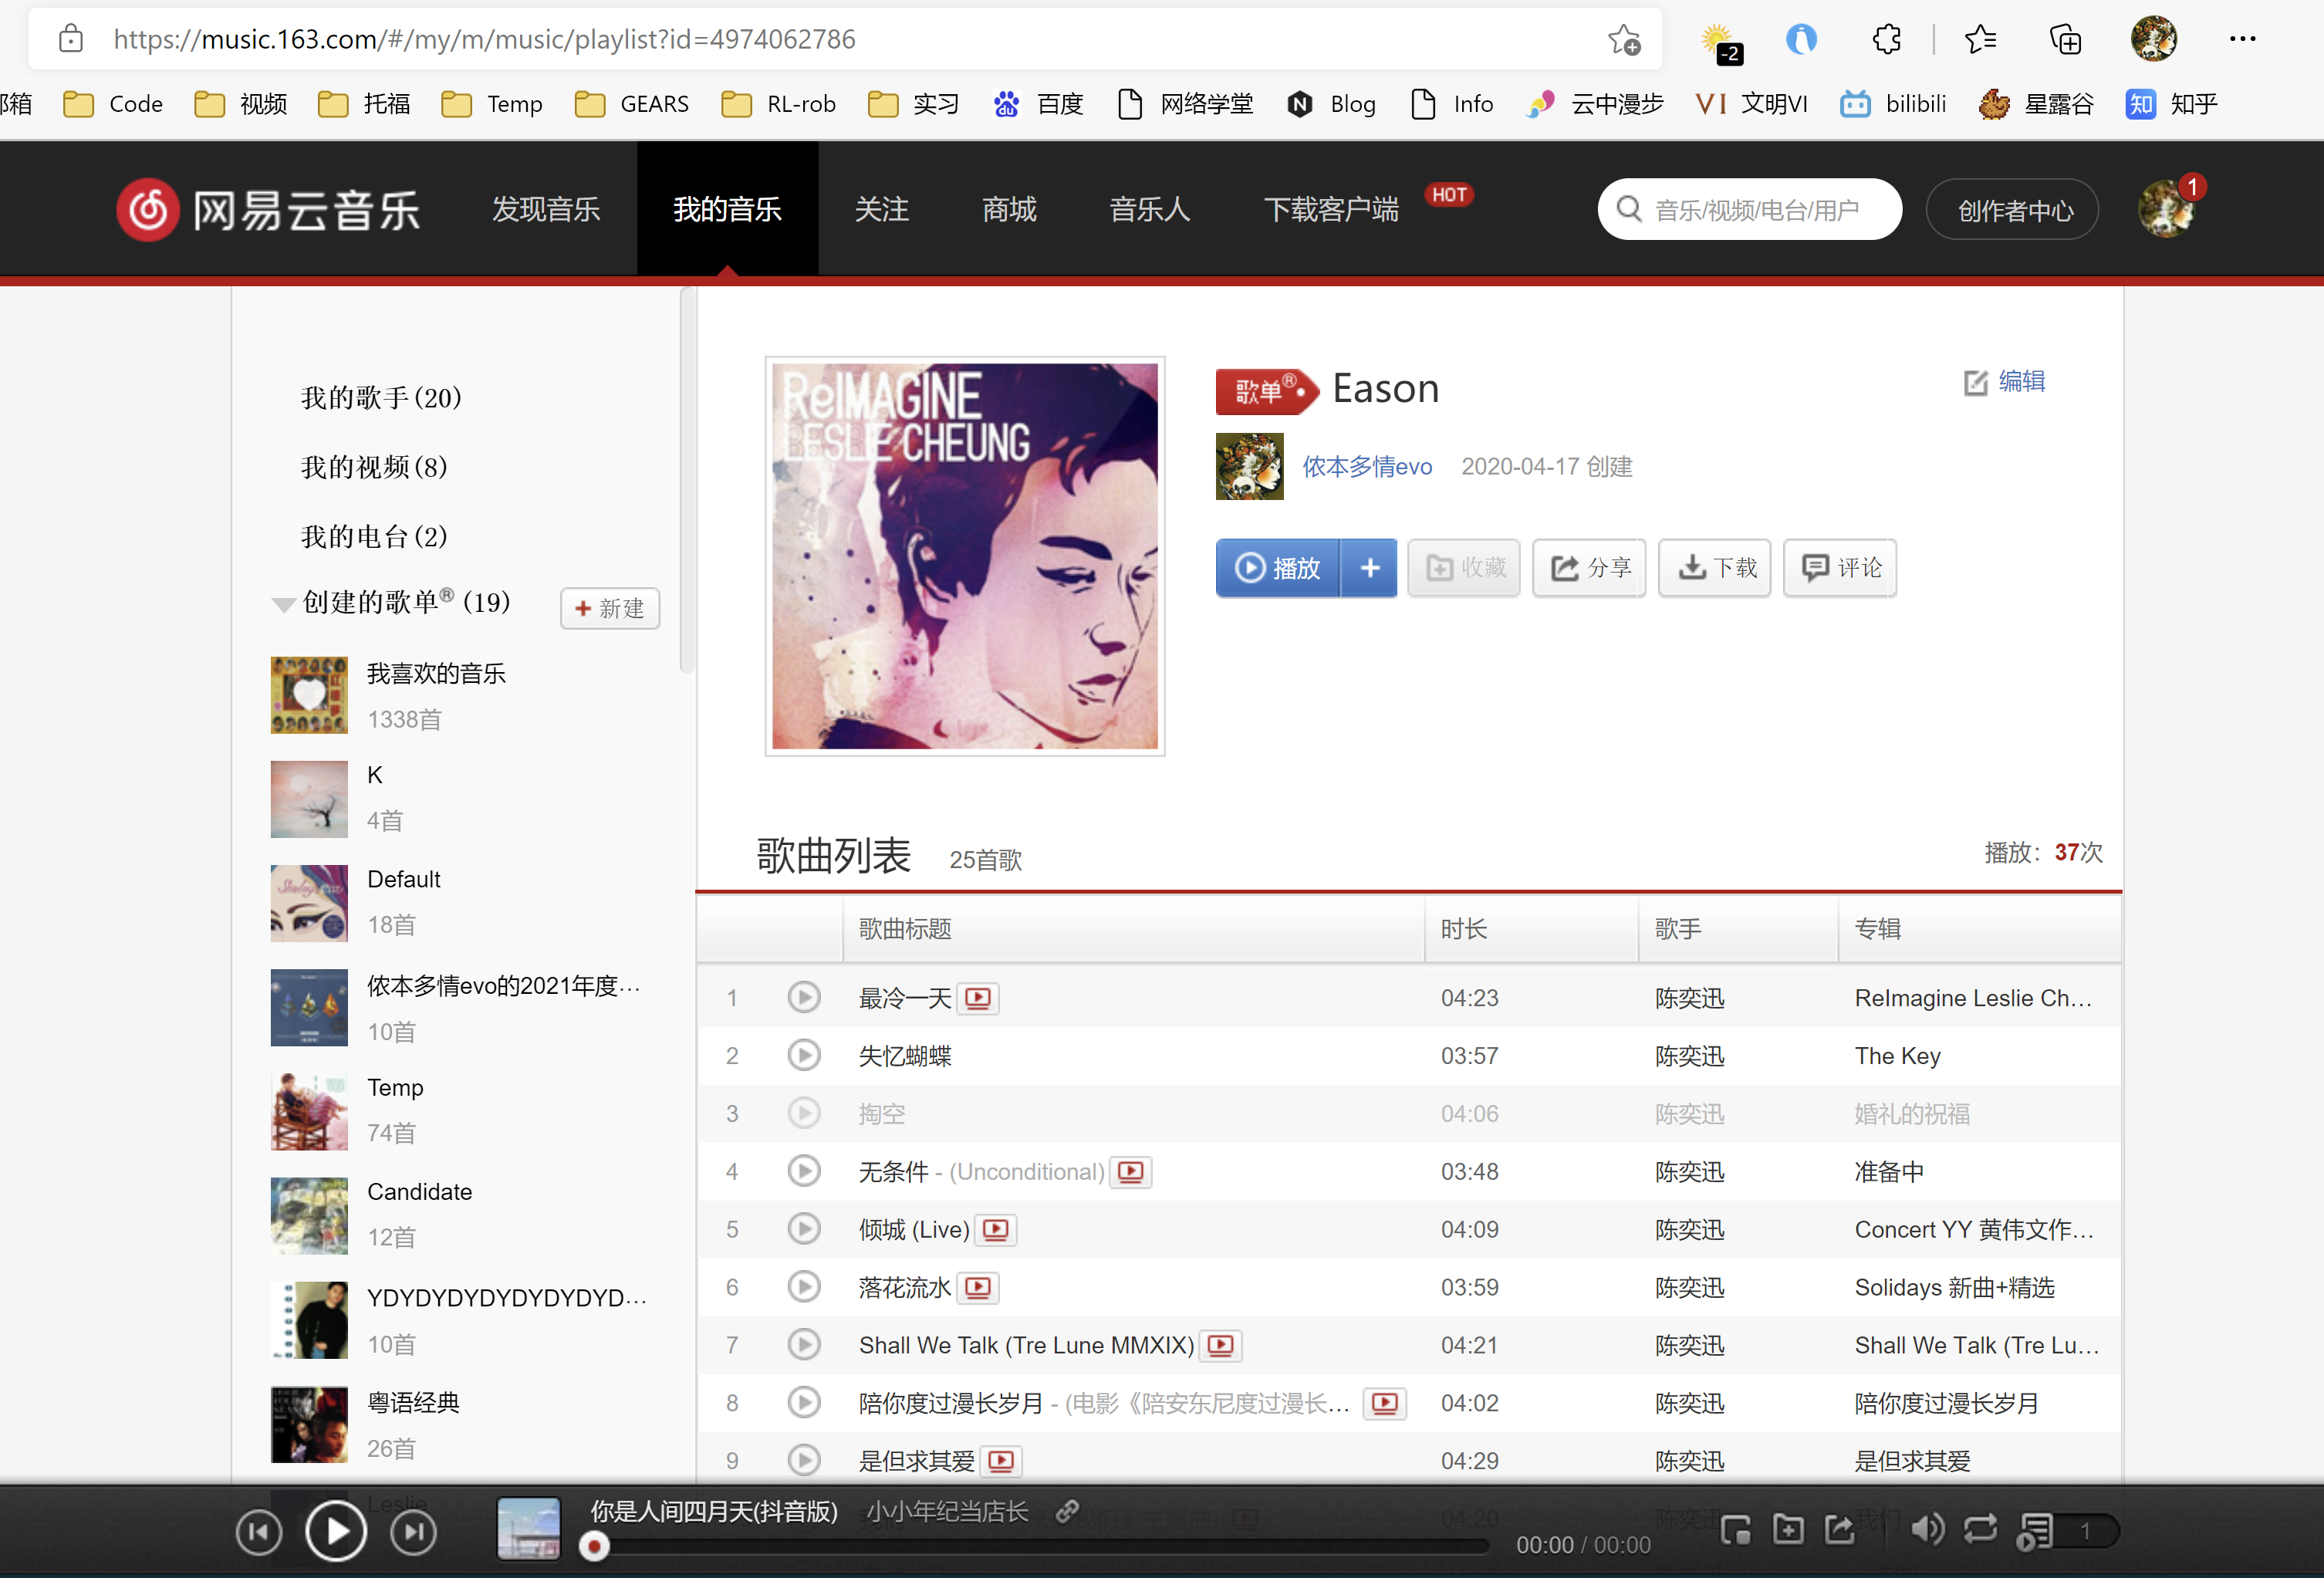 https://music.163.com/#/my/m/music/playlist?id=4974062786
-2
邮箱 Code 视频 托福 Temp GEARS RL-rob 实习 百度 网络学堂 Blog Info 云中漫步 VI 文明VI bilibili 星露谷 知 知乎
网易云音乐 发现音乐 我的音乐 关注 商城 音乐人 下载客户端 HOT 音乐/视频/电台/用户 创作者中心 1
我的歌手(20)
我的视频(8)
我的电台(2)
创建的歌单®(19) 新建
我喜欢的音乐
1338首
K
4首
Default
18首
侬本多情evo的2021年度…
10首
Temp
74首
Candidate
12首
YDYDYDYDYDYDYDYD…
10首
粤语经典
26首
Leslie
ReIMAGINE
LESLIE CHEUNG
歌单® Eason
编辑
侬本多情evo 2020-04-17 创建
播放 + 收藏 分享 下载 评论
歌曲列表 25首歌 播放：37次
歌曲标题 时长 歌手 专辑
1 最冷一天 04:23 陈奕迅 ReImagine Leslie Ch…
2 失忆蝴蝶 03:57 陈奕迅 The Key
3 掏空 04:06 陈奕迅 婚礼的祝福
4 无条件 - (Unconditional) 03:48 陈奕迅 准备中
5 倾城 (Live) 04:09 陈奕迅 Concert YY 黄伟文作…
6 落花流水 03:59 陈奕迅 Solidays 新曲+精选
7 Shall We Talk (Tre Lune MMXIX) 04:21 陈奕迅 Shall We Talk (Tre Lu…
8 陪你度过漫长岁月 - (电影《陪安东尼度过漫长… 04:02 陈奕迅 陪你度过漫长岁月
9 是但求其爱 04:29 陈奕迅 是但求其爱
04:20 陈奕迅 我们
你是人间四月天(抖音版) 小小年纪当店长
00:00 / 00:00
1